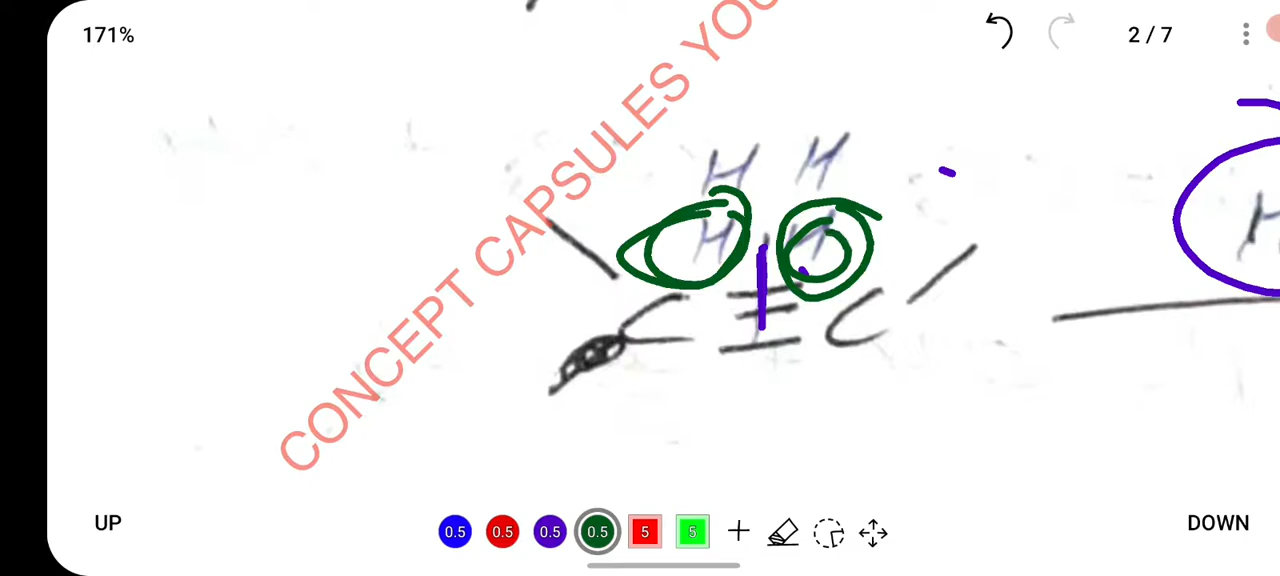 171%
2 / 7
CONCEPT CAPSULES YOU
H H
H H
C ≡ C
H
UP
0.5 0.5 0.5 0.5 5 5
DOWN